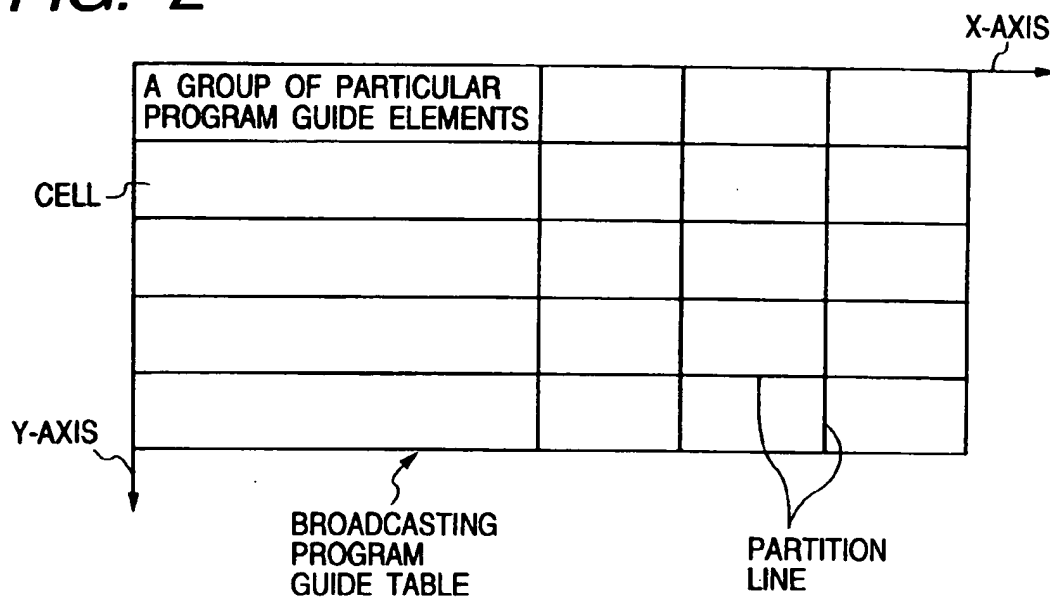 FIG. 2
X-AXIS
A GROUP OF PARTICULAR
PROGRAM GUIDE ELEMENTS
CELL
Y-AXIS
BROADCASTING
PROGRAM
GUIDE TABLE
PARTITION
LINE